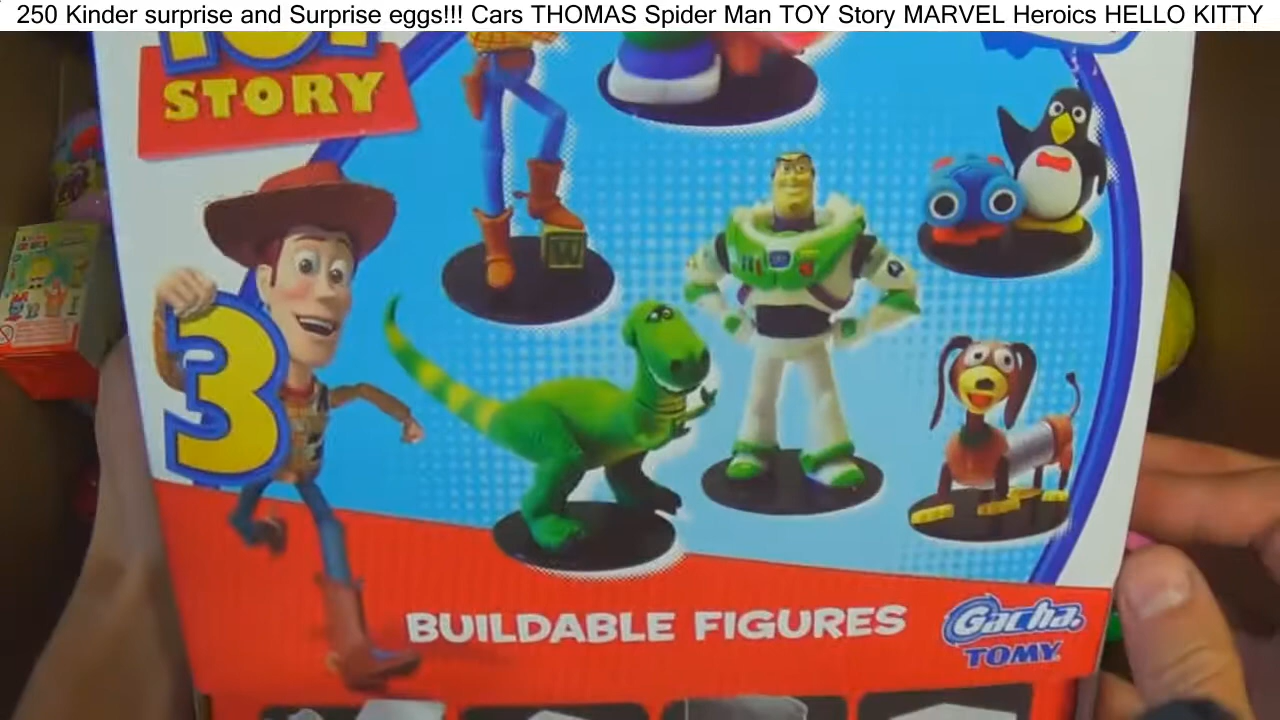 250 Kinder surprise and Surprise eggs!!! Cars THOMAS Spider Man TOY Story MARVEL Heroics HELLO KITTY
TOY
STORY
3
W
BUILDABLE FIGURES
Gacha.
TOMY